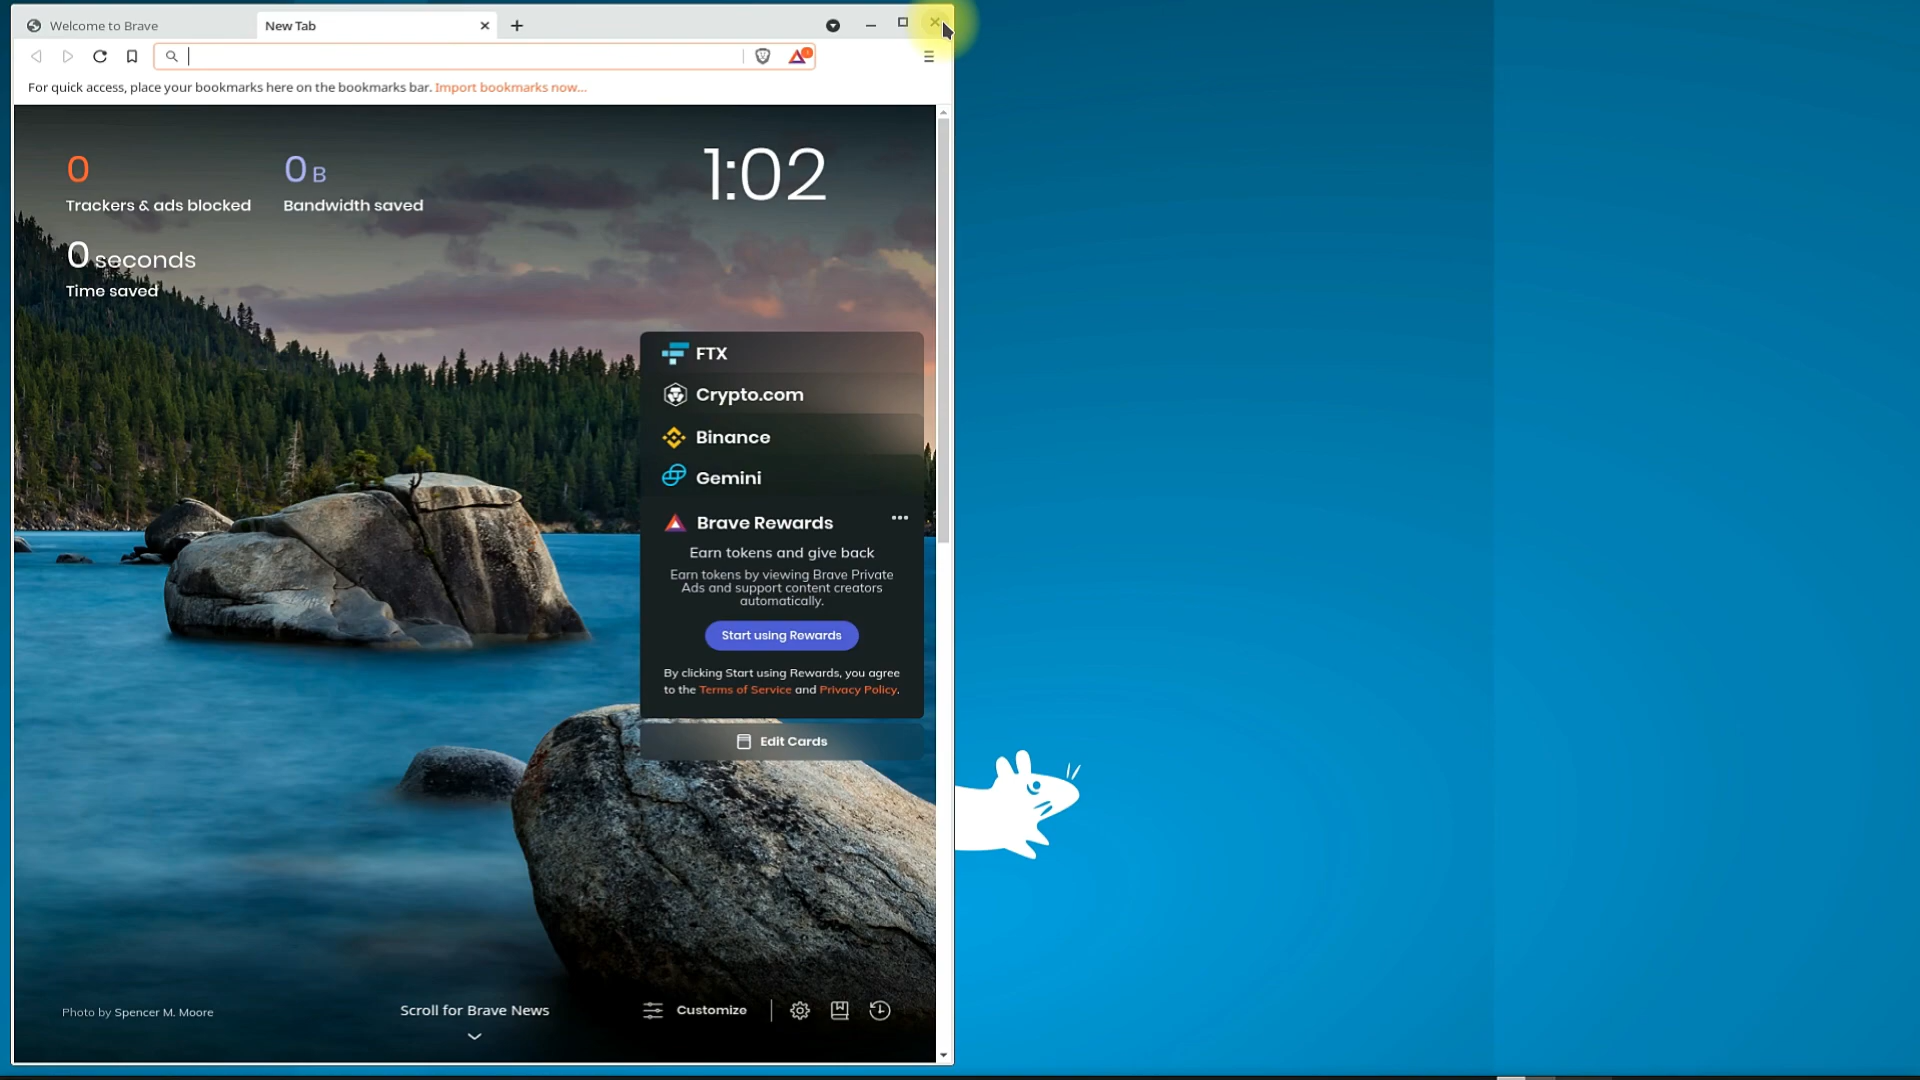 Welcome to Brave
New Tab
For quick access, place your bookmarks here on the bookmarks bar. Import bookmarks now...
0
Trackers & ads blocked
0 B
Bandwidth saved
1:02
0 seconds
Time saved
FTX
Crypto.com
Binance
Gemini
Brave Rewards
Earn tokens and give back
Earn tokens by viewing Brave Private
Ads and support content creators
automatically.
Start using Rewards
By clicking Start using Rewards, you agree
to the Terms of Service and Privacy Policy.
Edit Cards
Photo by Spencer M. Moore
Scroll for Brave News
Customize